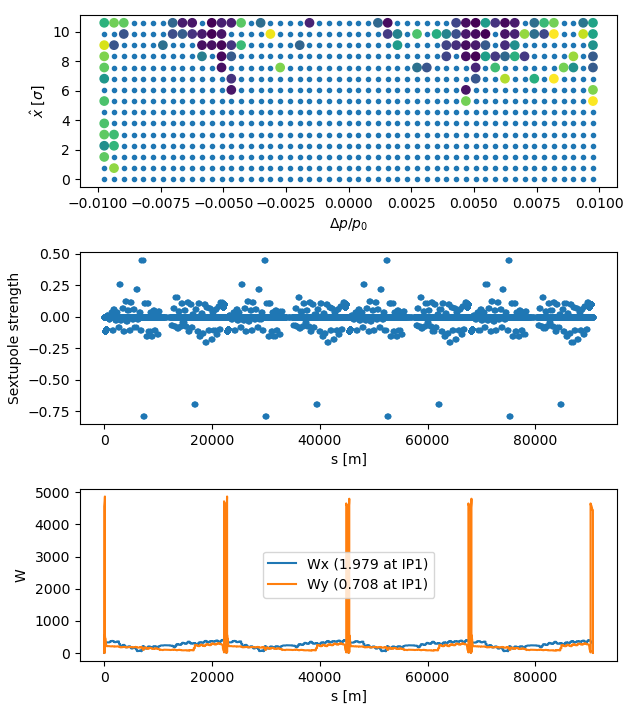 10
8
6
4
2
0
x̂ [σ]
−0.0100 −0.0075 −0.0050 −0.0025 0.0000 0.0025 0.0050 0.0075 0.0100
Δp/p₀
0.50
0.25
0.00
−0.25
−0.50
−0.75
Sextupole strength
0 20000 40000 60000 80000
s [m]
5000
4000
3000
2000
1000
0
W
Wx (1.979 at IP1)
Wy (0.708 at IP1)
0 20000 40000 60000 80000
s [m]